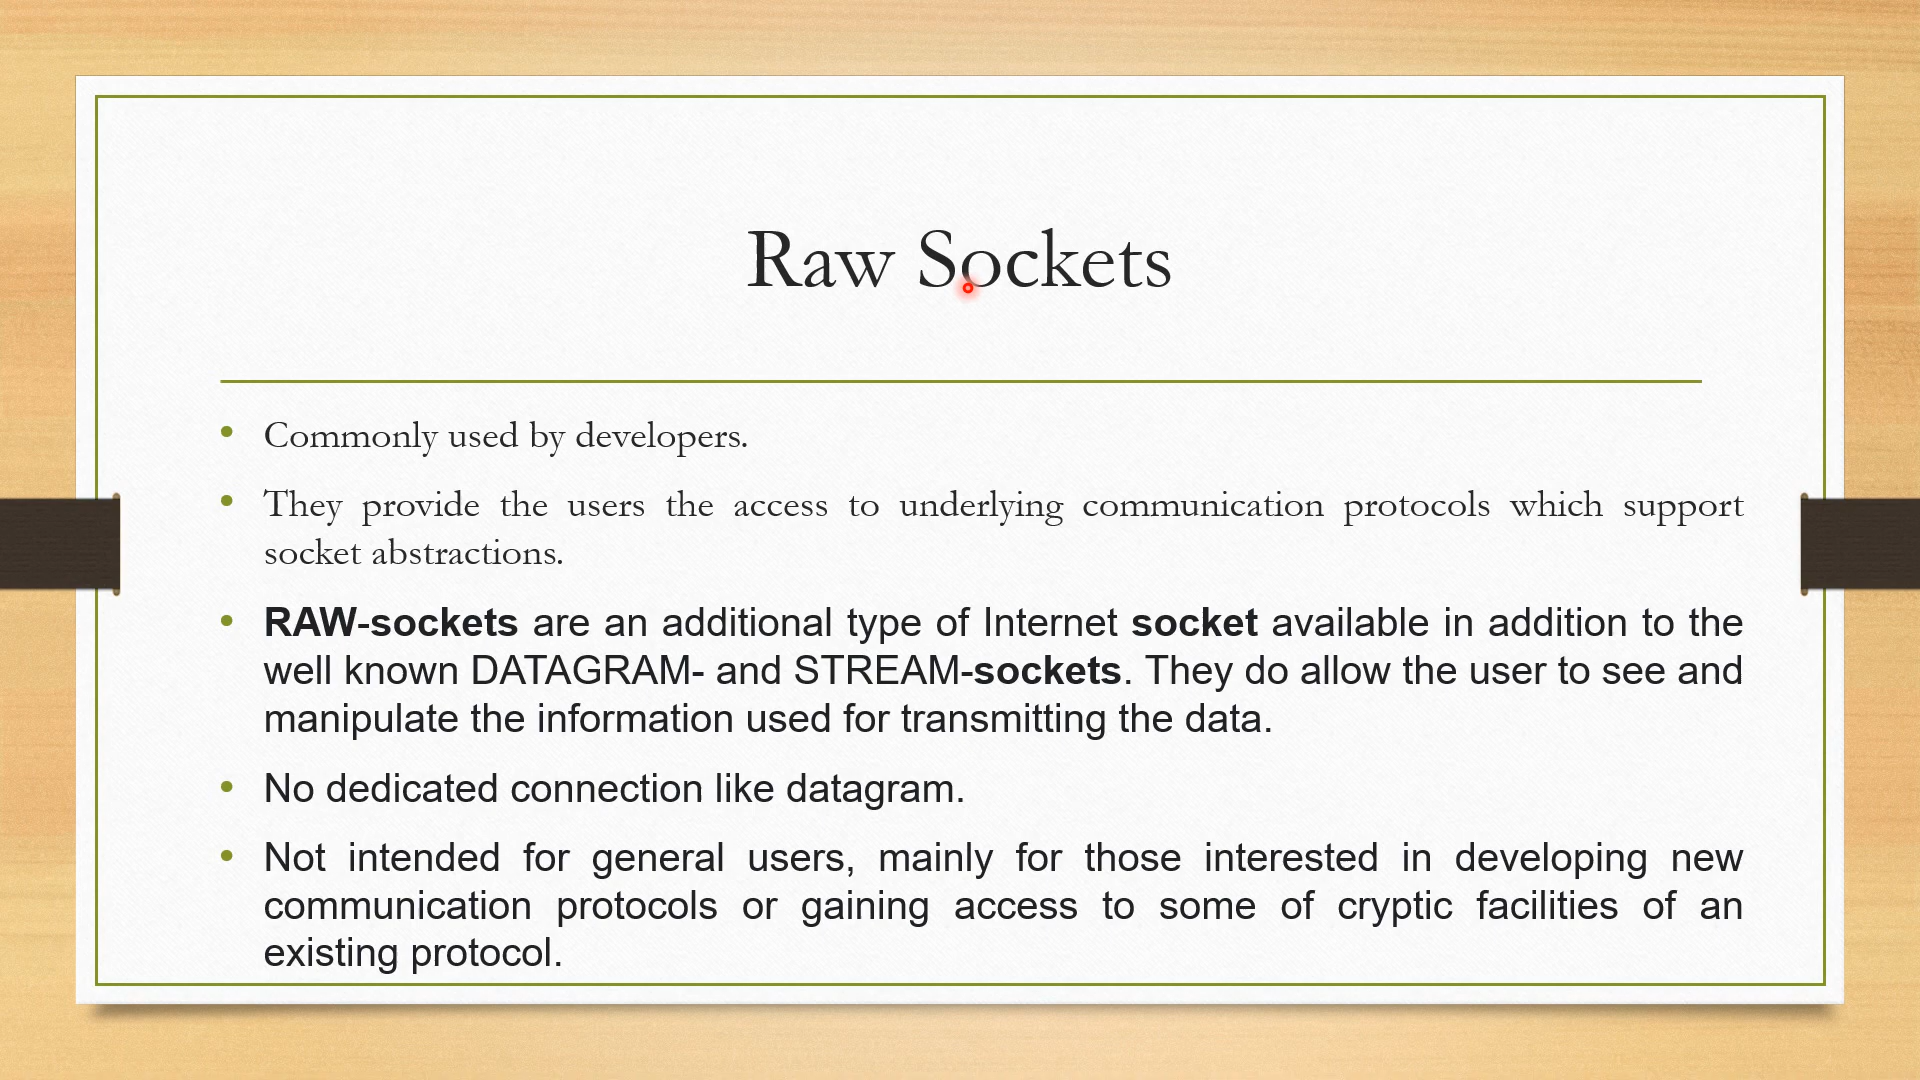 Raw Sockets
• Commonly used by developers.
• They provide the users the access to underlying communication protocols which support
socket abstractions.
• RAW-sockets are an additional type of Internet socket available in addition to the
well known DATAGRAM- and STREAM-sockets. They do allow the user to see and
manipulate the information used for transmitting the data.
• No dedicated connection like datagram.
• Not intended for general users, mainly for those interested in developing new
communication protocols or gaining access to some of cryptic facilities of an
existing protocol.